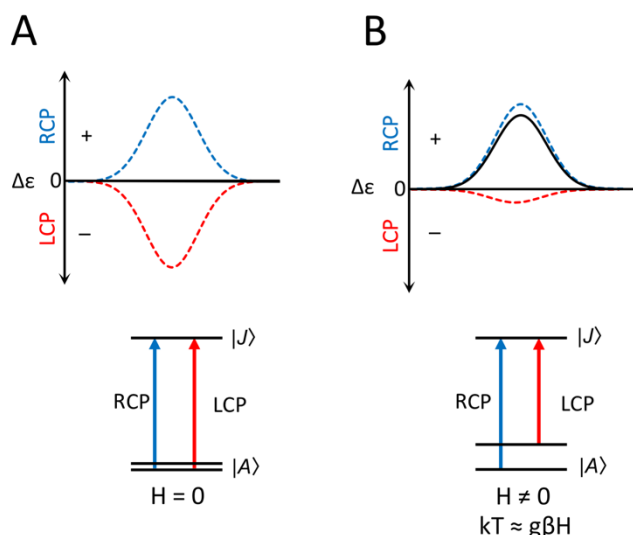 A
RCP
+
Δε
0
LCP
–
|J⟩
RCP
LCP
|A⟩
H = 0
B
RCP
+
Δε
0
LCP
–
|J⟩
RCP
LCP
|A⟩
H ≠ 0
kT ≈ gβH